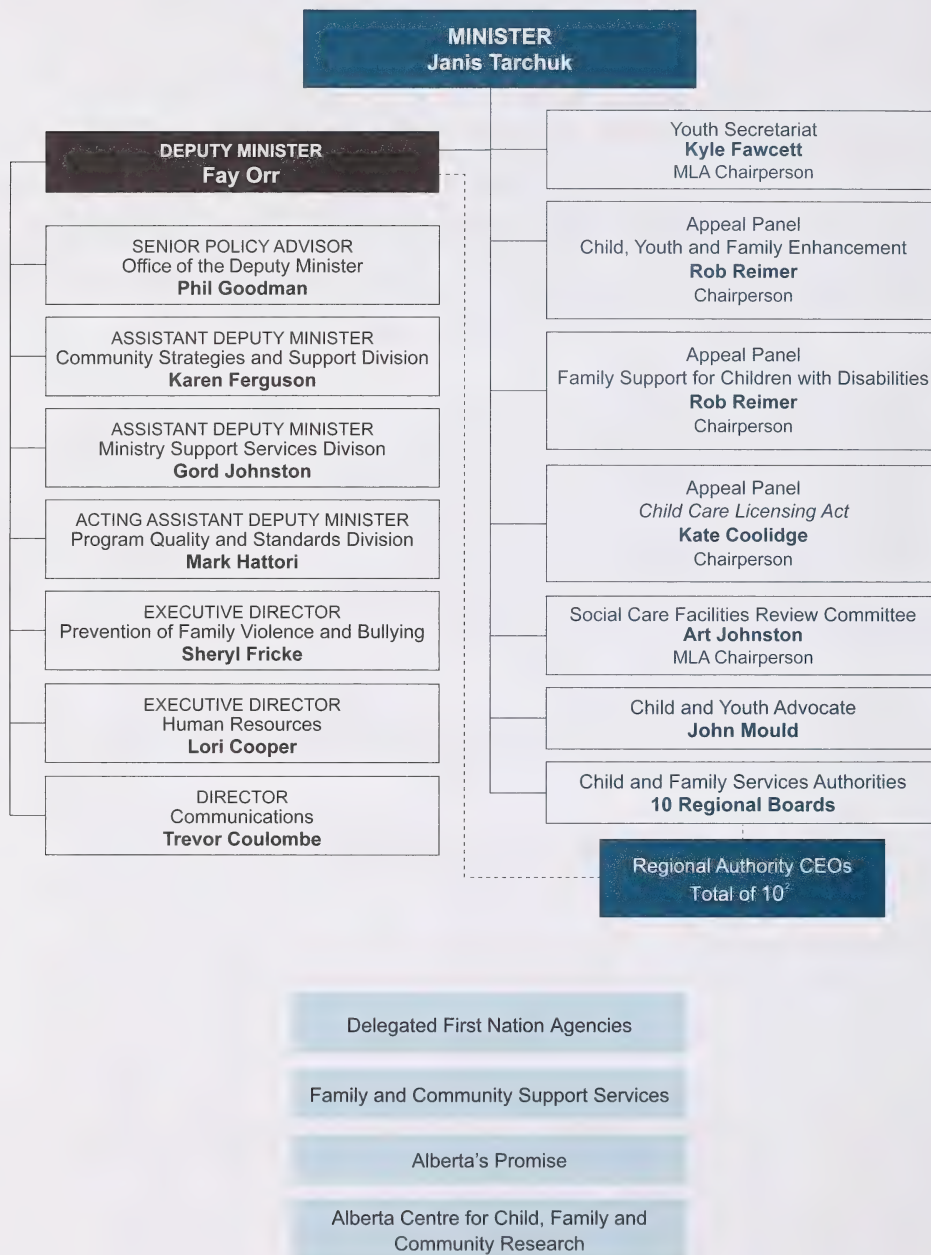 MINISTER
Janis Tarchuk
DEPUTY MINISTER
Fay Orr
SENIOR POLICY ADVISOR
Office of the Deputy Minister
Phil Goodman
ASSISTANT DEPUTY MINISTER
Community Strategies and Support Division
Karen Ferguson
ASSISTANT DEPUTY MINISTER
Ministry Support Services Divison
Gord Johnston
ACTING ASSISTANT DEPUTY MINISTER
Program Quality and Standards Division
Mark Hattori
EXECUTIVE DIRECTOR
Prevention of Family Violence and Bullying
Sheryl Fricke
EXECUTIVE DIRECTOR
Human Resources
Lori Cooper
DIRECTOR
Communications
Trevor Coulombe
Youth Secretariat
Kyle Fawcett
MLA Chairperson
Appeal Panel
Child, Youth and Family Enhancement
Rob Reimer
Chairperson
Appeal Panel
Family Support for Children with Disabilities
Rob Reimer
Chairperson
Appeal Panel
Child Care Licensing Act
Kate Coolidge
Chairperson
Social Care Facilities Review Committee
Art Johnston
MLA Chairperson
Child and Youth Advocate
John Mould
Child and Family Services Authorities
10 Regional Boards
Regional Authority CEOs
Total of 10²
Delegated First Nation Agencies
Family and Community Support Services
Alberta's Promise
Alberta Centre for Child, Family and
Community Research